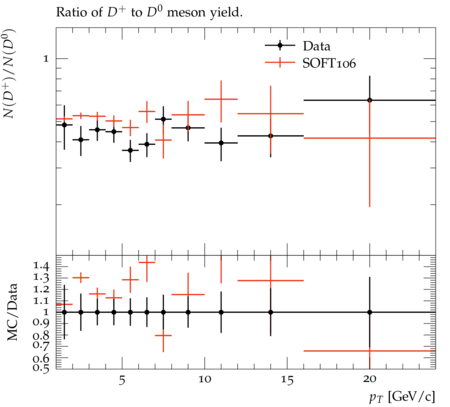 Ratio of D⁺ to D⁰ meson yield.
N(D⁺)/N(D⁰)
1
Data
SOFT106
MC/Data
1.4
1.3
1.2
1.1
1
0.9
0.8
0.7
0.6
0.5
5 10 15 20
p_T [GeV/c]